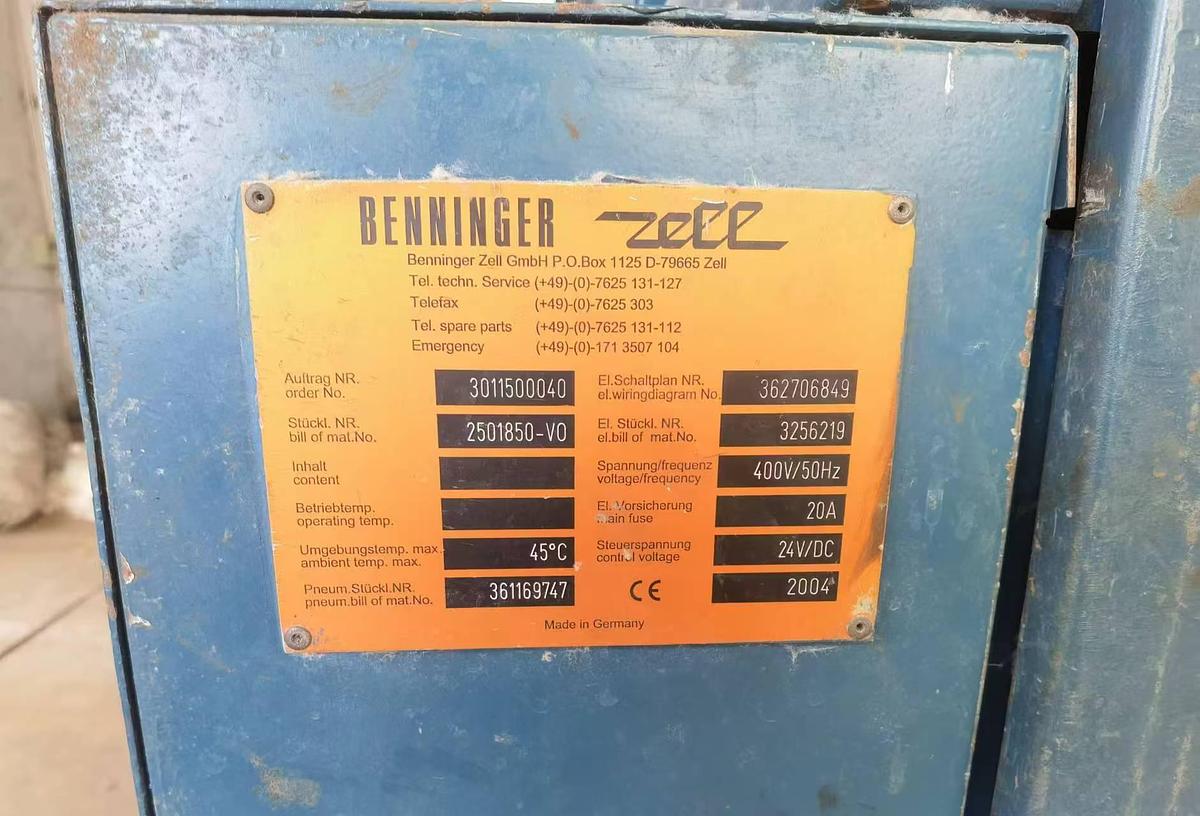 BENNINGER zell
Benninger Zell GmbH P.O.Box 1125 D-79665 Zell
Tel. techn. Service (+49)-(0)-7625 131-127
Telefax (+49)-(0)-7625 303
Tel. spare parts (+49)-(0)-7625 131-112
Emergency (+49)-(0)-171 3507 104
Auftrag NR.
order No. 3011500040
El.Schaltplan NR.
el.wiringdiagram No. 362706849
Stückl. NR.
bill of mat.No. 2501850-VO
El. Stückl. NR.
el.bill of mat.No. 3256219
Inhalt
content
Spannung/frequenz
voltage/frequency 400V/50Hz
Betriebtemp.
operating temp.
El. Vorsicherung
main fuse 20A
Umgebungstemp. max.
ambient temp. max. 45°C
Steuerspannung
control voltage 24V/DC
Pneum.Stückl.NR.
pneum.bill of mat.No. 361169747
CE 2004
Made in Germany